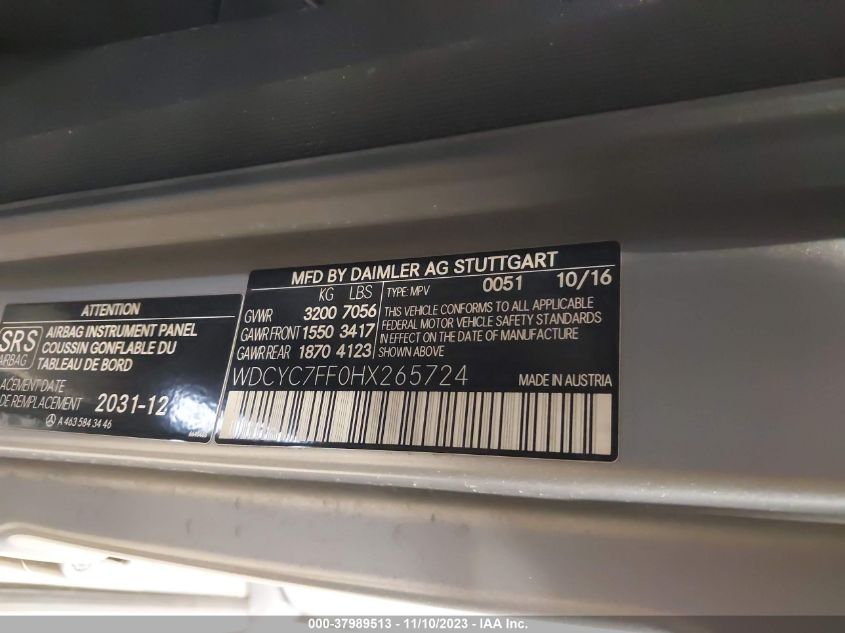 MFD BY DAIMLER AG STUTTGART
KG LBS
GVWR 3200 7056
GAWR FRONT 1550 3417
GAWR REAR 1870 4123
TYPE: MPV 0051 10/16
THIS VEHICLE CONFORMS TO ALL APPLICABLE
FEDERAL MOTOR VEHICLE SAFETY STANDARDS
IN EFFECT ON THE DATE OF MANUFACTURE
SHOWN ABOVE
WDCYC7FF0HX265724 MADE IN AUSTRIA
ATTENTION
SRS AIRBAG INSTRUMENT PANEL
AIRBAG COUSSIN GONFLABLE DU
TABLEAU DE BORD
ACEMENT DATE
DE REMPLACEMENT 2031-12
A 463 584 34 46
000-37989513 - 11/10/2023 - IAA Inc.